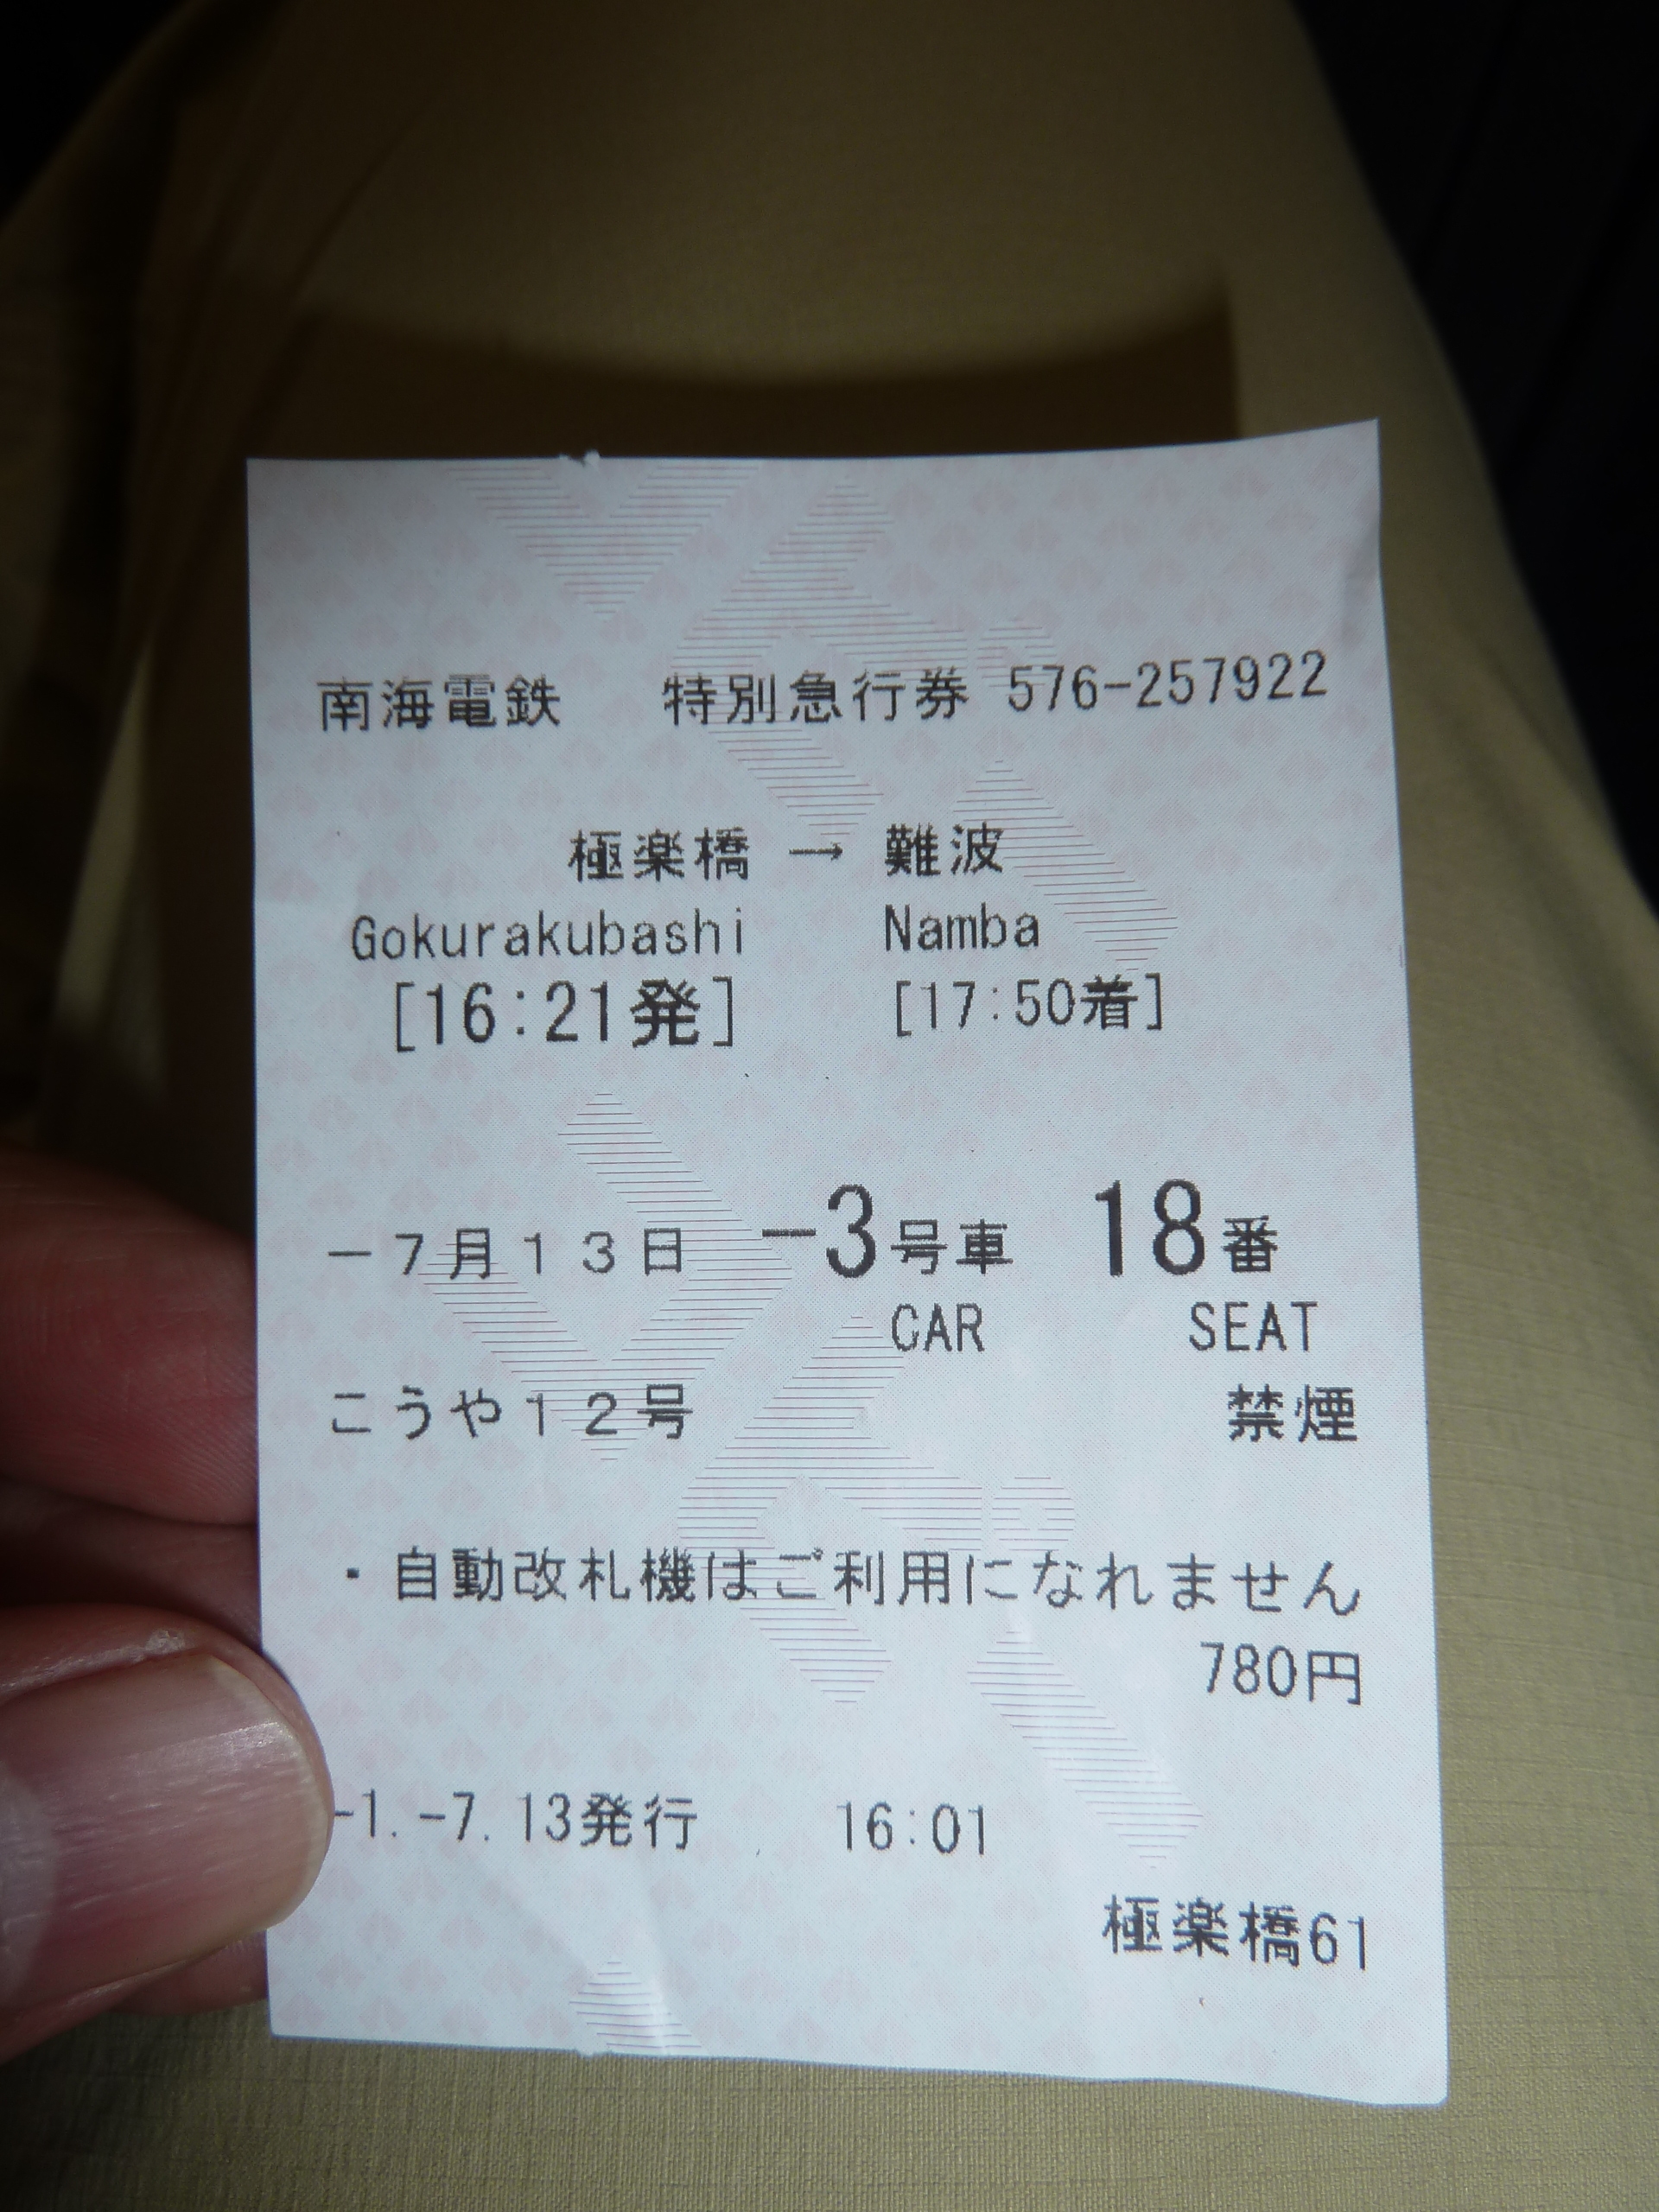 南海電鉄 特別急行券 576-257922
極楽橋 → 難波
Gokurakubashi Namba
[16:21発] [17:50着]
－7月13日 －3号車 18番
CAR SEAT
こうや12号 禁煙
・自動改札機はご利用になれません
780円
-1.-7.13発行 16:01
極楽橋61